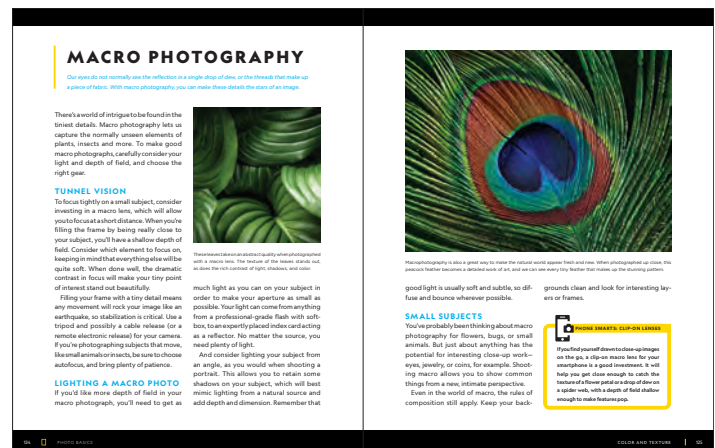 MACRO PHOTOGRAPHY
Our eyes do not normally see the reflection in a single drop of dew, or the threads that make up
a piece of fabric. With macro photography, you can make these details the stars of an image.
There's a world of intrigue to be found in the
tiniest details. Macro photography lets us
capture the normally unseen elements of
plants, insects and more. To make good
macro photographs, carefully consider your
light and depth of field, and choose the
right gear.
TUNNEL VISION
To focus tightly on a small subject, consider
investing in a macro lens, which will allow
you to focus at a short distance. When you're
filling the frame by being really close to
your subject, you'll have a shallow depth of
field. Consider which element to focus on,
keeping in mind that everything else will be
quite soft. When done well, the dramatic
contrast in focus will make your tiny point
of interest stand out beautifully.
Filling your frame with a tiny detail means
any movement will rock your image like an
earthquake, so stabilization is critical. Use a
tripod and possibly a cable release (or a
remote electronic release) for your camera.
If you're photographing subjects that move,
like small animals or insects, be sure to choose
autofocus, and bring plenty of patience.
LIGHTING A MACRO PHOTO
If you'd like more depth of field in your
macro photograph, you'll need to get as
These leaves take on an abstract quality when photographed
with a macro lens. The texture of the leaves stands out,
as does the rich contrast of light, shadows, and color.
much light as you can on your subject in
order to make your aperture as small as
possible. Your light can come from anything
from a professional-grade flash with soft-
box, to an expertly placed index card acting
as a reflector. No matter the source, you
need plenty of light.
And consider lighting your subject from
an angle, as you would when shooting a
portrait. This allows you to retain some
shadows on your subject, which will best
mimic lighting from a natural source and
add depth and dimension. Remember that
124
PHOTO BASICS
Macro photography is also a great way to make the natural world appear fresh and new. When photographed up close, this
peacock feather becomes a detailed work of art, and we can see every tiny feather that makes up the stunning pattern.
good light is usually soft and subtle, so dif-
fuse and bounce wherever possible.
SMALL SUBJECTS
You've probably been thinking about macro
photography for flowers, bugs, or small
animals. But just about anything has the
potential for interesting close-up work—
eyes, jewelry, or coins, for example. Shoot-
ing macro allows you to show common
things from a new, intimate perspective.
Even in the world of macro, the rules of
composition still apply. Keep your back-
grounds clean and look for interesting lay-
ers or frames.
PHONE SMARTS: CLIP-ON LENSES
If you find yourself drawn to close-up images
on the go, a clip-on macro lens for your
smartphone is a good investment. It will
help you get close enough to catch the
texture of a flower petal or a drop of dew on
a spider web, with a depth of field shallow
enough to make features pop.
COLOR AND TEXTURE
125